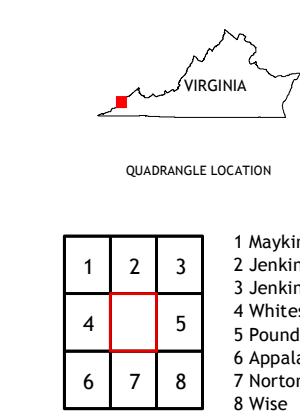 VIRGINIA
QUADRANGLE LOCATION
1 2 3
4 5
6 7 8
1 Maykin
2 Jenkin
3 Jenkin
4 Whites
5 Pound
6 Appala
7 Norton
8 Wise